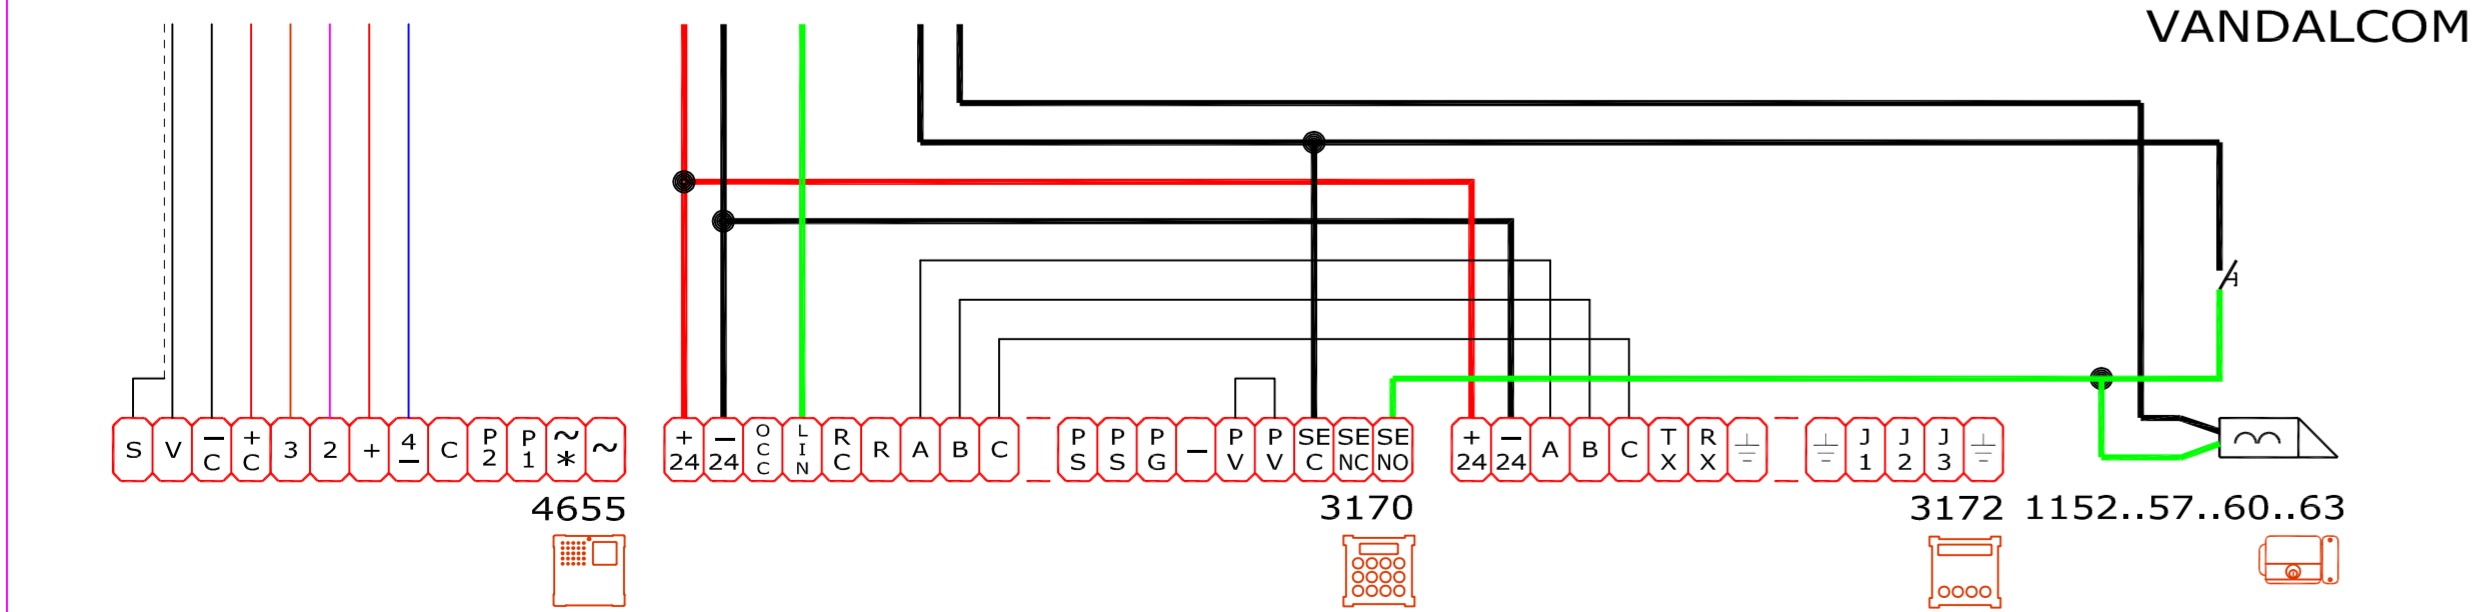 VANDALCOM
S V – C + C 3 2 + 4 – C P 2 P 1 ~ * ~
+ 24 – 24 O C C L I N R C R A B C
P S P S P G – P V P V SE C SE NC SE NO
+ 24 – 24 A B C T X R X
J 1 J 2 J 3
4655
3170
3172
1152..57..60..63